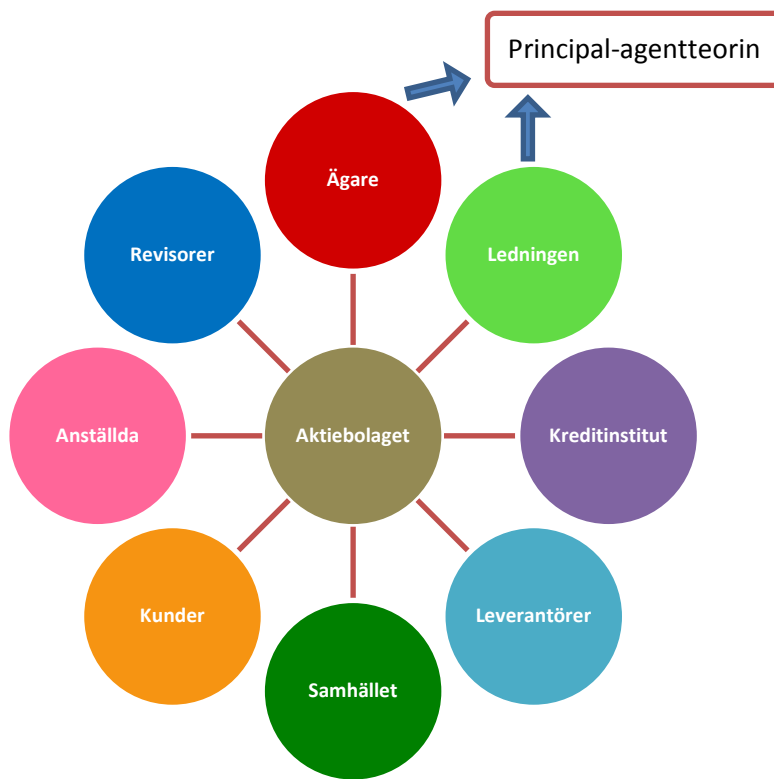 Principal-agentteorin
Ägare
Revisorer
Ledningen
Anställda
Aktiebolaget
Kreditinstitut
Kunder
Leverantörer
Samhället